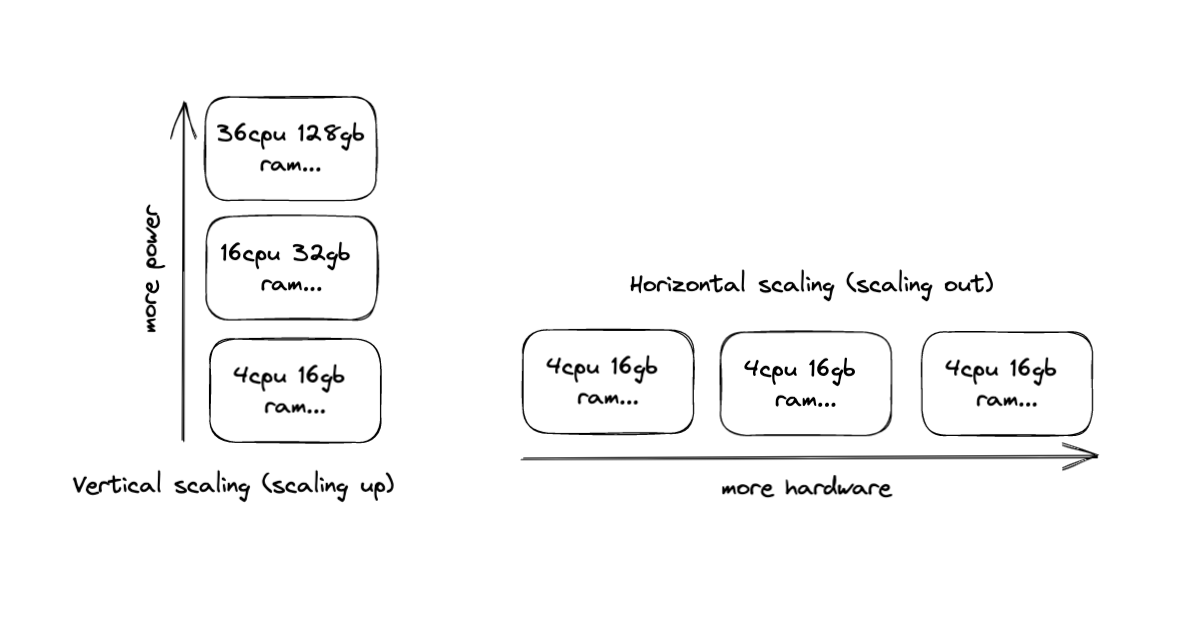 36cpu 128gb
ram...
more power
16cpu 32gb
ram...
4cpu 16gb
ram...
Vertical scaling (scaling up)
Horizontal scaling (scaling out)
4cpu 16gb
ram...
4cpu 16gb
ram...
4cpu 16gb
ram...
more hardware